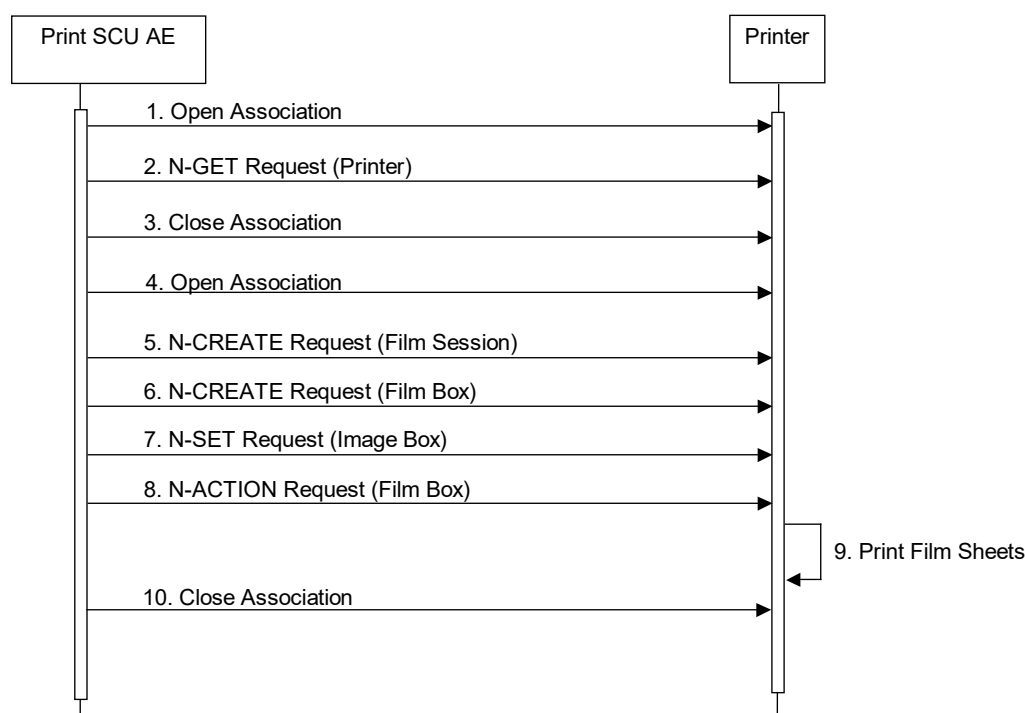 Print SCU AE
Printer
1. Open Association
2. N-GET Request (Printer)
3. Close Association
4. Open Association
5. N-CREATE Request (Film Session)
6. N-CREATE Request (Film Box)
7. N-SET Request (Image Box)
8. N-ACTION Request (Film Box)
9. Print Film Sheets
10. Close Association